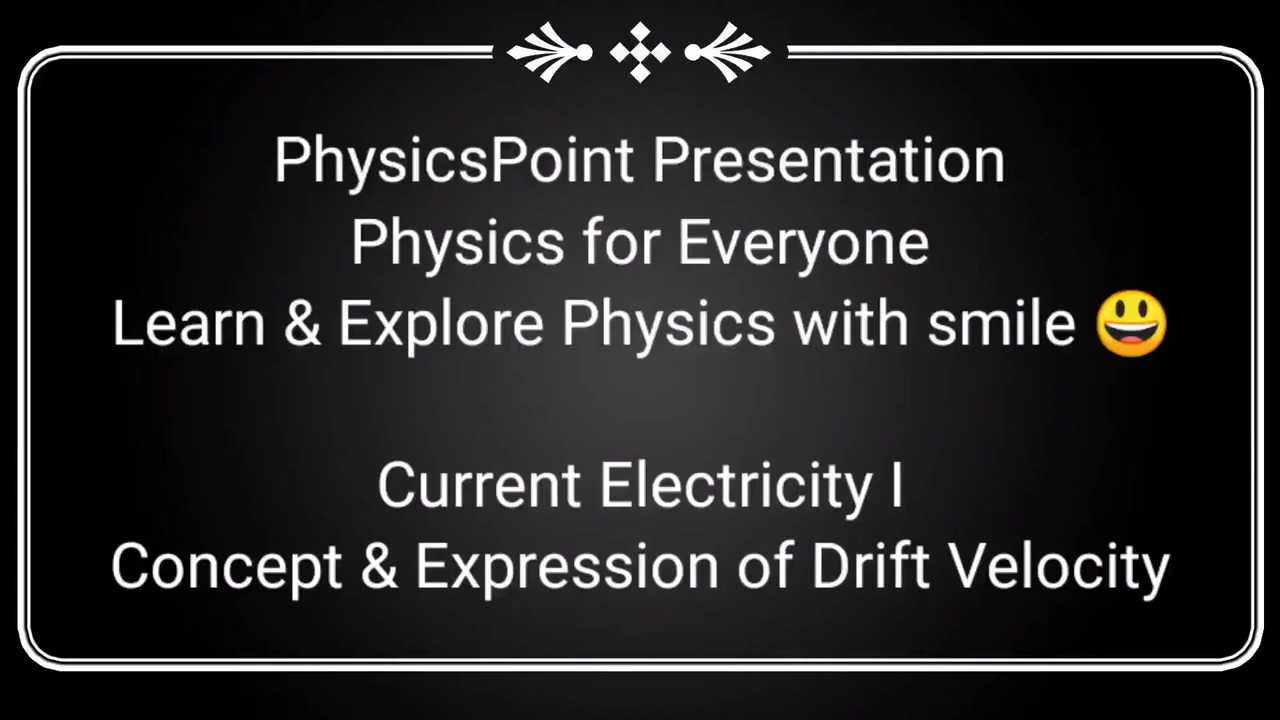 PhysicsPoint Presentation
Physics for Everyone
Learn & Explore Physics with smile 😃
Current Electricity I
Concept & Expression of Drift Velocity